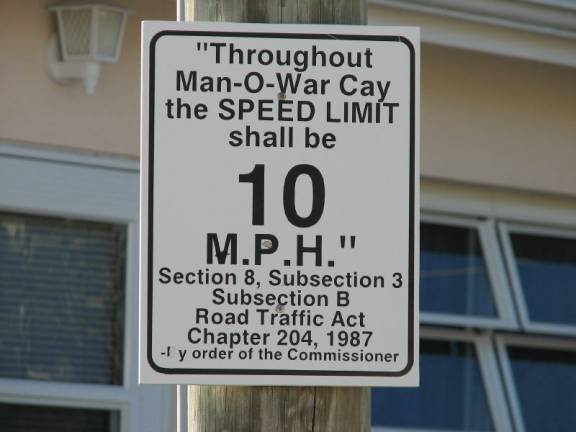 "Throughout
Man-O-War Cay
the SPEED LIMIT
shall be
10
M.P.H."
Section 8, Subsection 3
Subsection B
Road Traffic Act
Chapter 204, 1987
-By order of the Commissioner